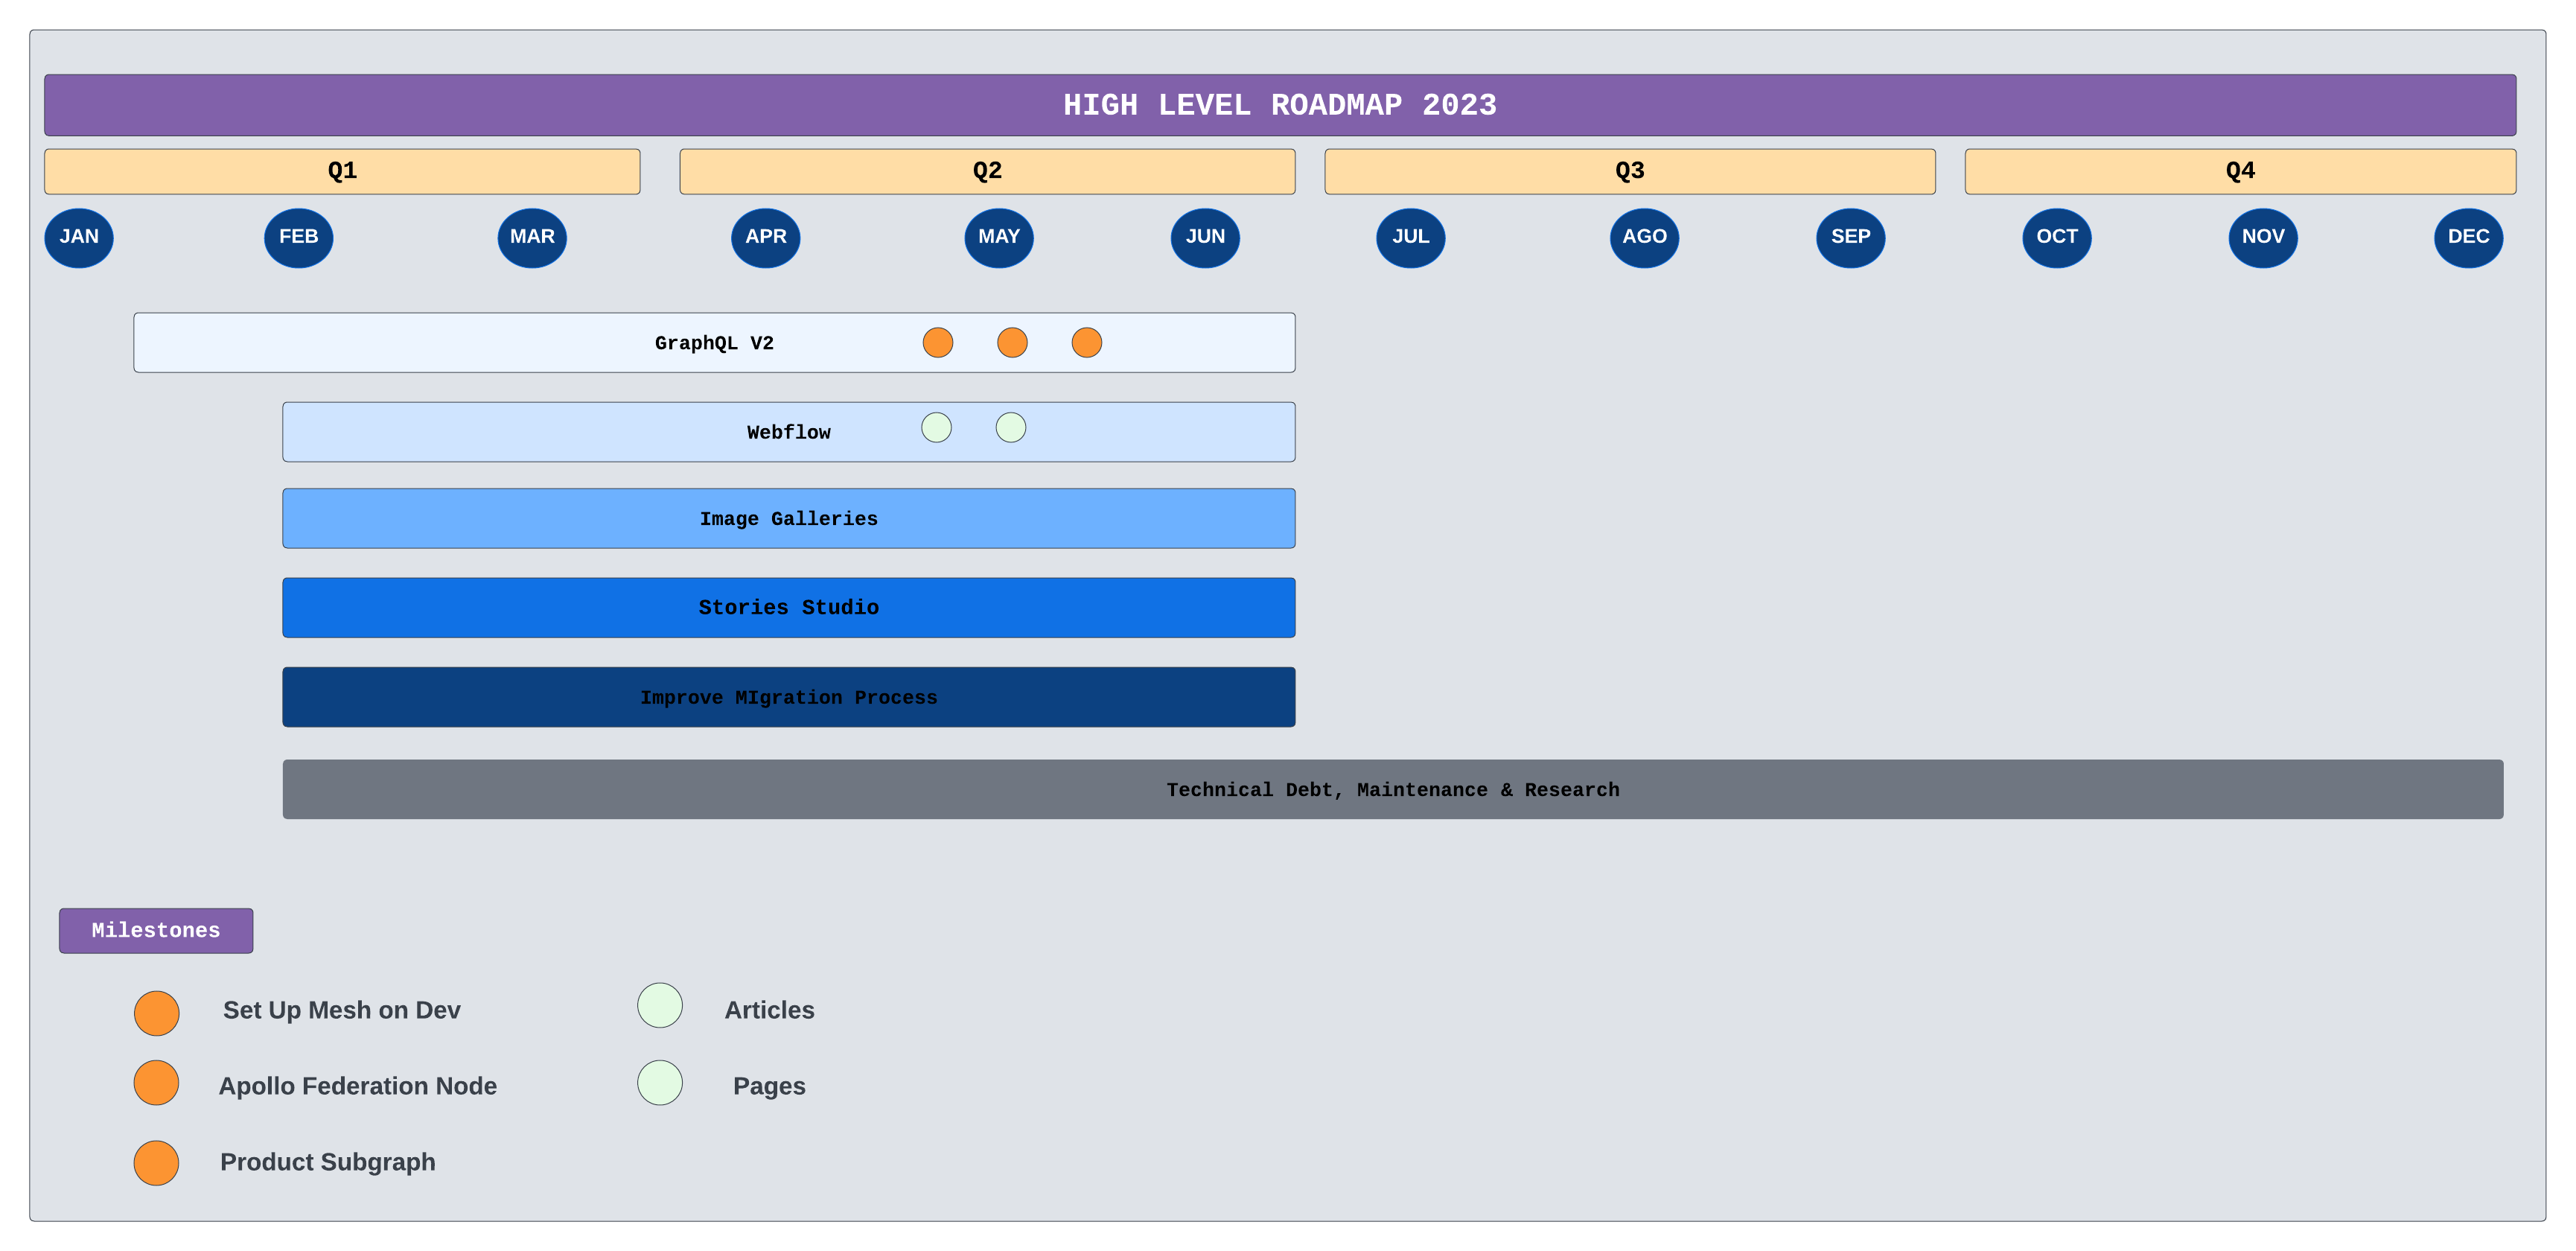 HIGH LEVEL ROADMAP 2023
Q1 Q2 Q3 Q4
JAN FEB MAR APR MAY JUN JUL AGO SEP OCT NOV DEC
GraphQL V2
Webflow
Image Galleries
Stories Studio
Improve MIgration Process
Technical Debt, Maintenance & Research
Milestones
Set Up Mesh on Dev Articles
Apollo Federation Node Pages
Product Subgraph